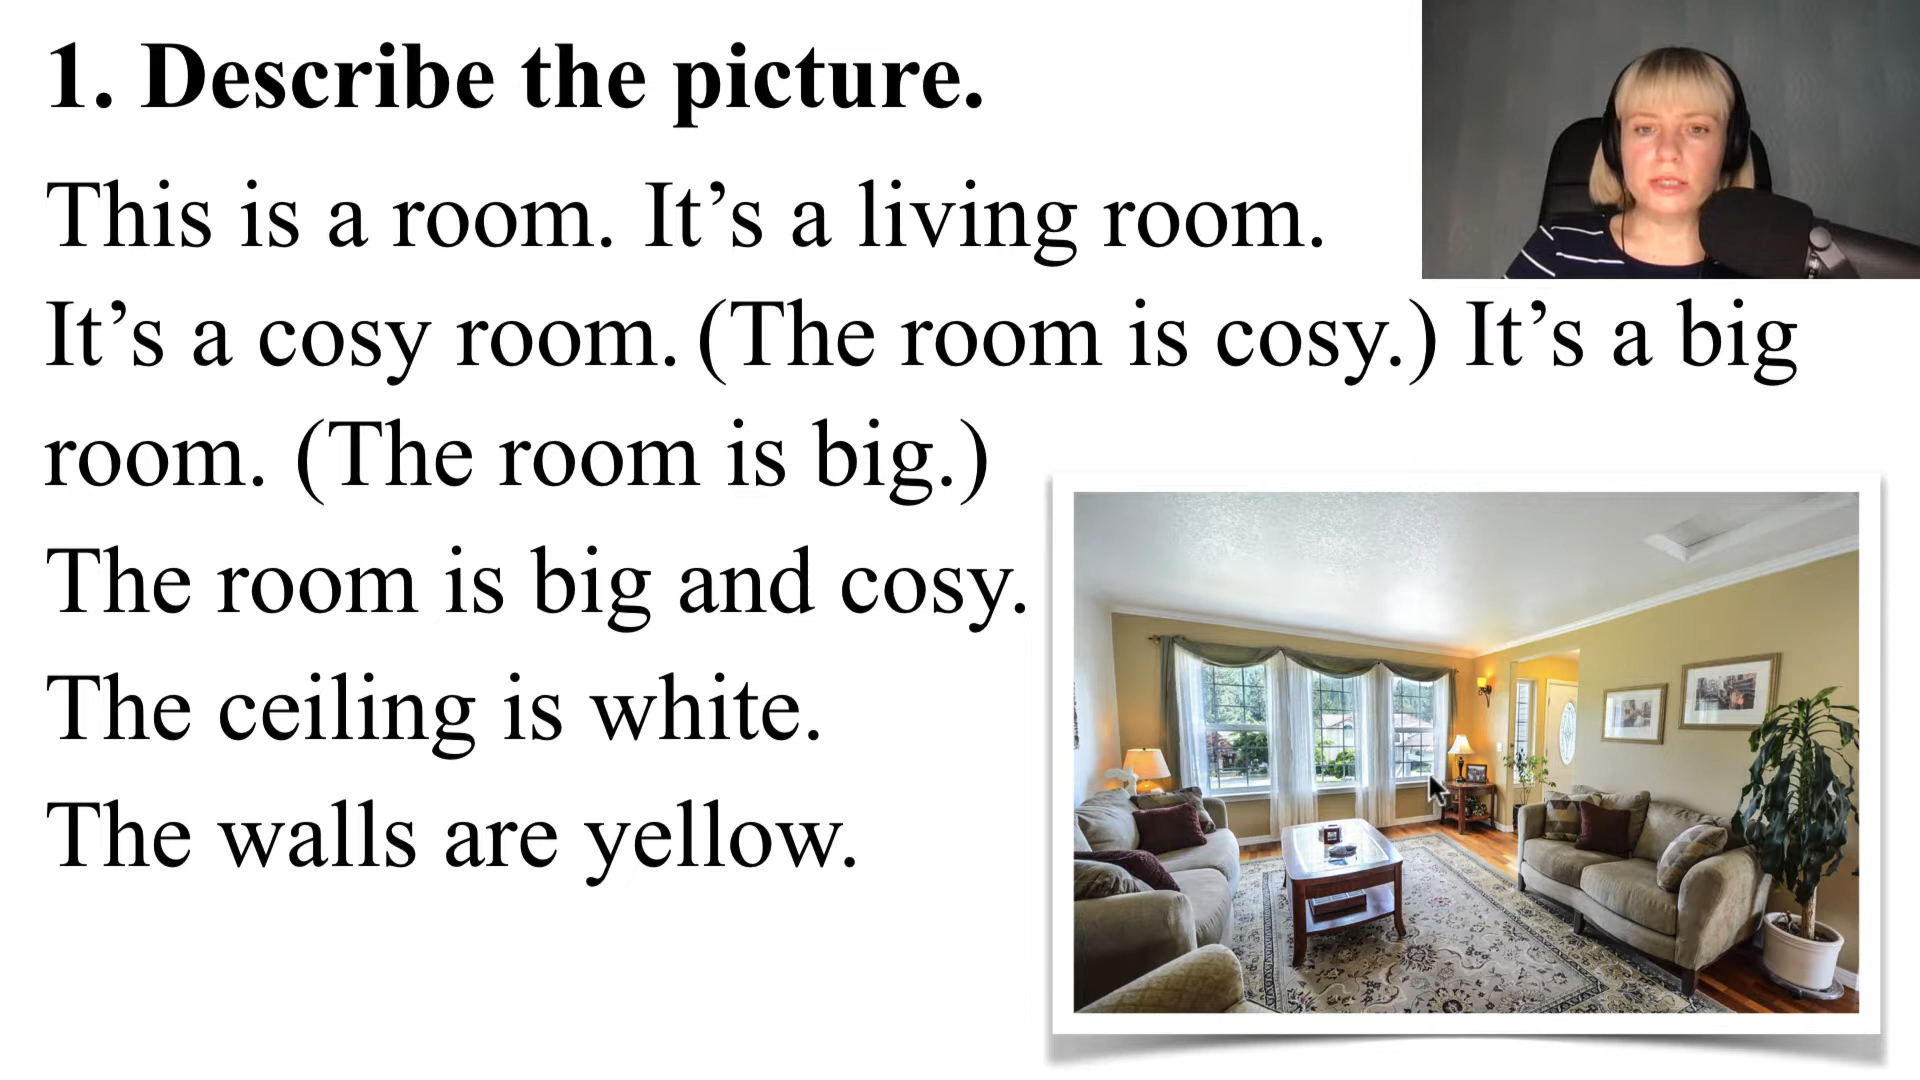 1. Describe the picture.
This is a room. It’s a living room.
It’s a cosy room. (The room is cosy.) It’s a big
room. (The room is big.)
The room is big and cosy.
The ceiling is white.
The walls are yellow.